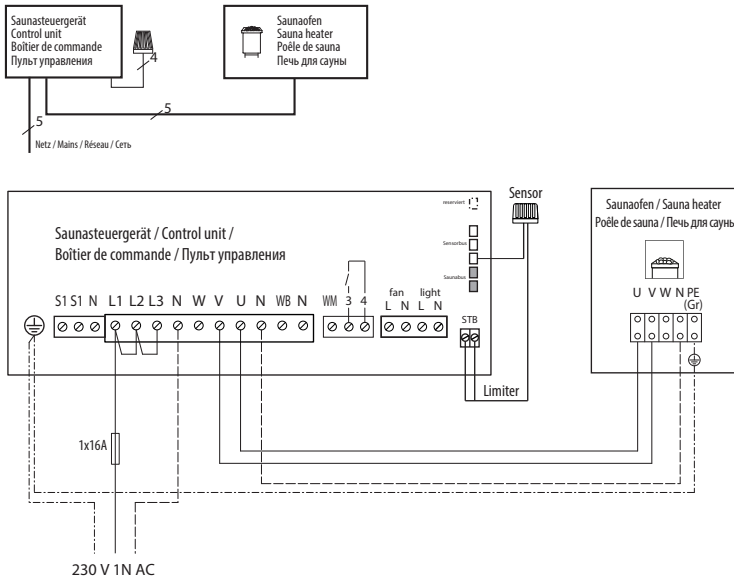 Saunasteuergerät
Control unit
Boîtier de commande
Пульт управления
4
Saunaofen
Sauna heater
Poêle de sauna
Печь для сауны
5
5
Netz / Mains / Réseau / Сеть
Saunasteuergerät / Control unit /
Boîtier de commande / Пульт управления
reserviert
Sensorbus
Saunabus
Sensor
S1 S1 N L1 L2 L3 N W V U N WB N WM 3 4
fan light
L N L N
STB
Limiter
Saunaofen / Sauna heater
Poêle de sauna / Печь для сауны
U V W N PE
(Gr)
1x16A
230 V 1N AC